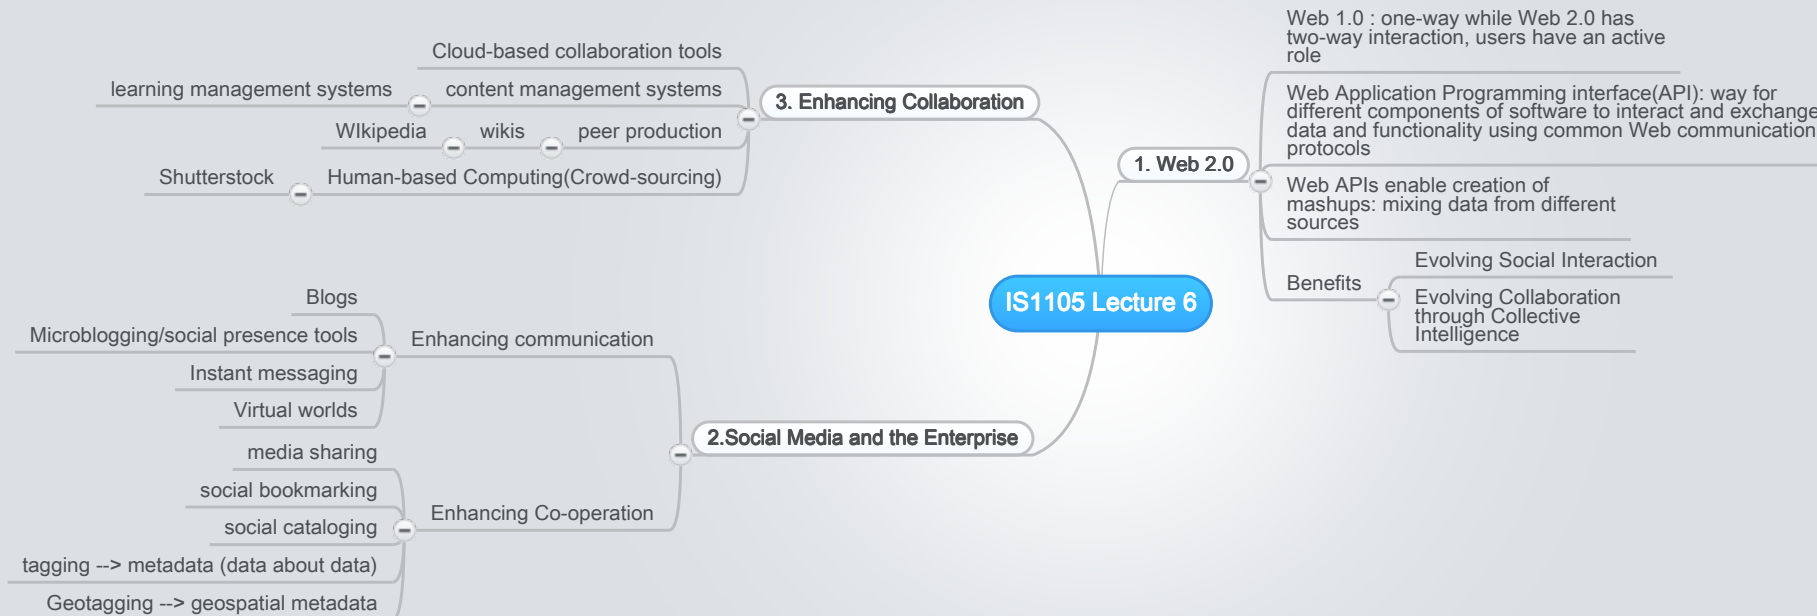 IS1105 Lecture 6
1. Web 2.0
Web 1.0 : one-way while Web 2.0 has
two-way interaction, users have an active
role
Web Application Programming interface(API): way for
different components of software to interact and exchange
data and functionality using common Web communication
protocols
Web APIs enable creation of
mashups: mixing data from different
sources
Benefits
Evolving Social Interaction
Evolving Collaboration
through Collective
Intelligence
2.Social Media and the Enterprise
Enhancing communication
Blogs
Microblogging/social presence tools
Instant messaging
Virtual worlds
Enhancing Co-operation
media sharing
social bookmarking
social cataloging
tagging --> metadata (data about data)
Geotagging --> geospatial metadata
3. Enhancing Collaboration
Cloud-based collaboration tools
content management systems
learning management systems
peer production
wikis
WIkipedia
Human-based Computing(Crowd-sourcing)
Shutterstock